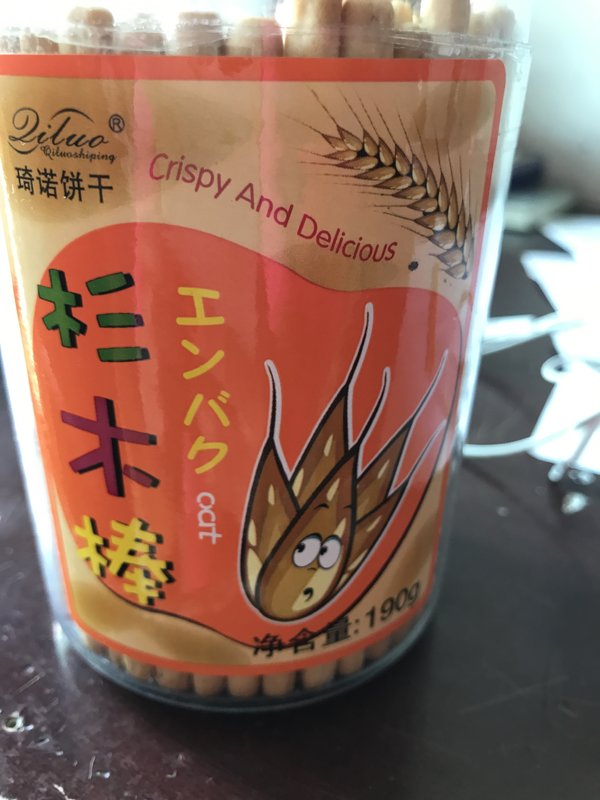 Qiluo®
Qiluoshiping
琦诺饼干
Crispy And Delicious
杉木棒
エンバク
oart
净含量:190g